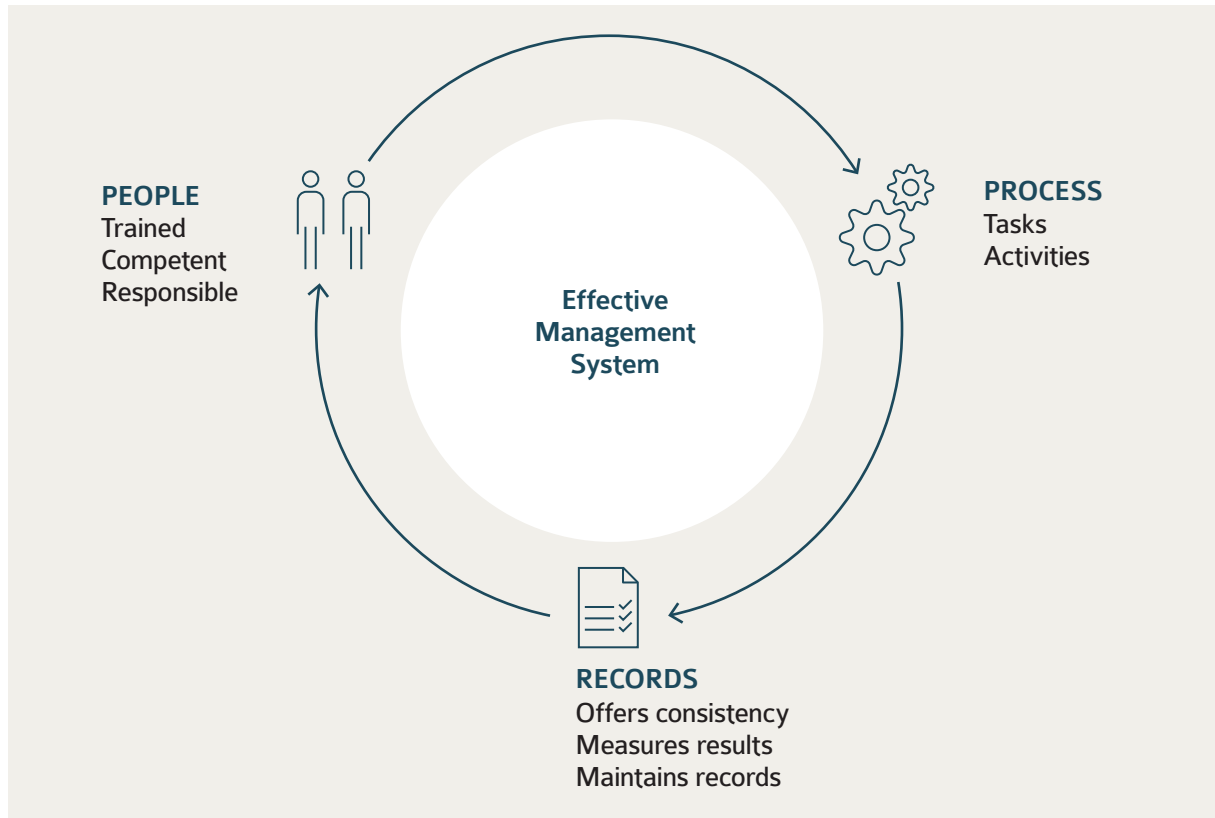 PEOPLE
Trained
Competent
Responsible
PROCESS
Tasks
Activities
Effective
Management
System
RECORDS
Offers consistency
Measures results
Maintains records